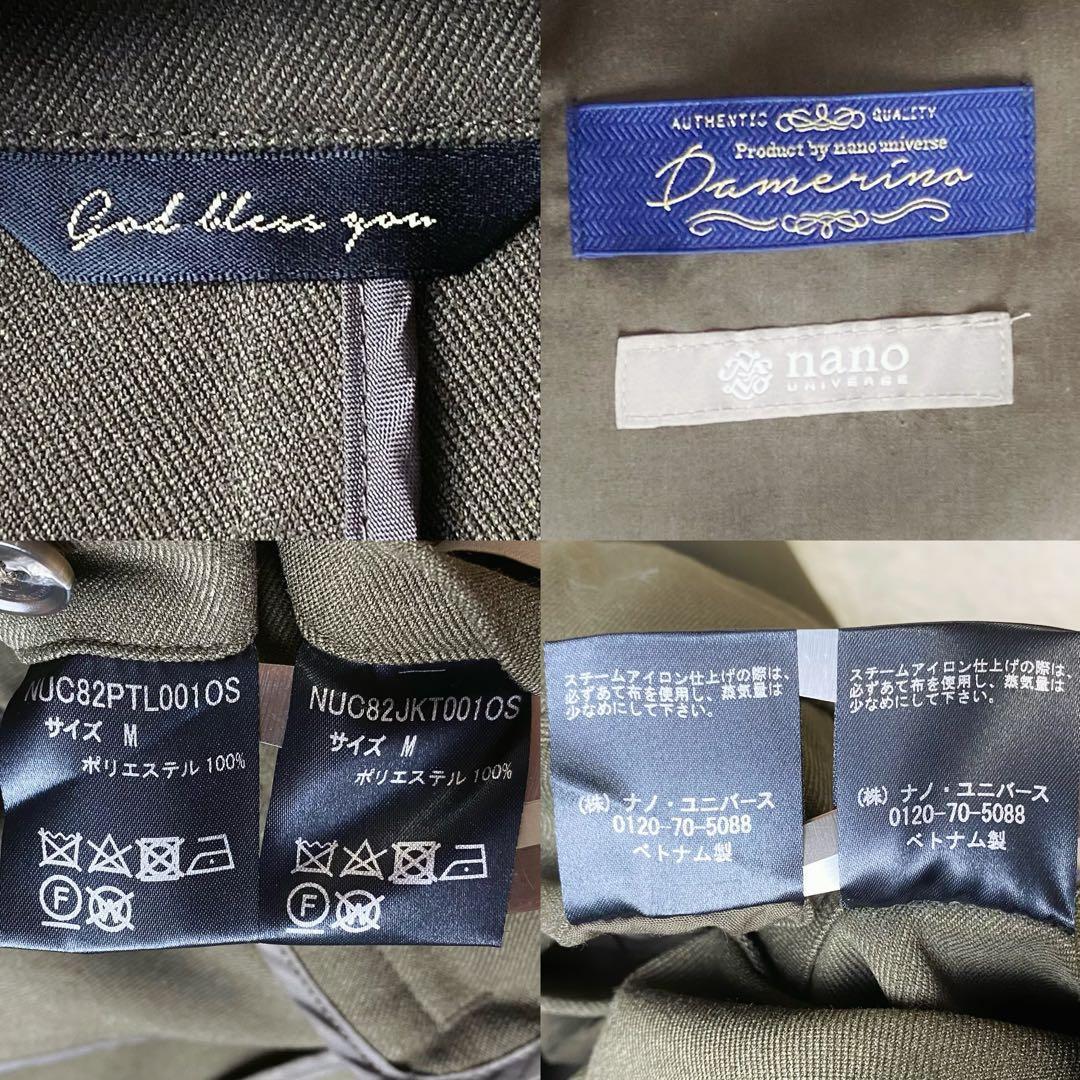 God bless you
AUTHENTIC QUALITY
Product by nano universe
Damerino
nano
UNIVERSE
NUC82PTL001OS
サイズ M
ポリエステル 100%
F
W
NUC82JKT001OS
サイズ M
ポリエステル 100%
F
W
スチームアイロン仕上げの際は、
必ずあて布を使用し、蒸気量は
少なめにして下さい。
(株) ナノ・ユニバース
0120-70-5088
ベトナム製
スチームアイロン仕上げの際は、
必ずあて布を使用し、蒸気量は
少なめにして下さい。
(株) ナノ・ユニバース
0120-70-5088
ベトナム製